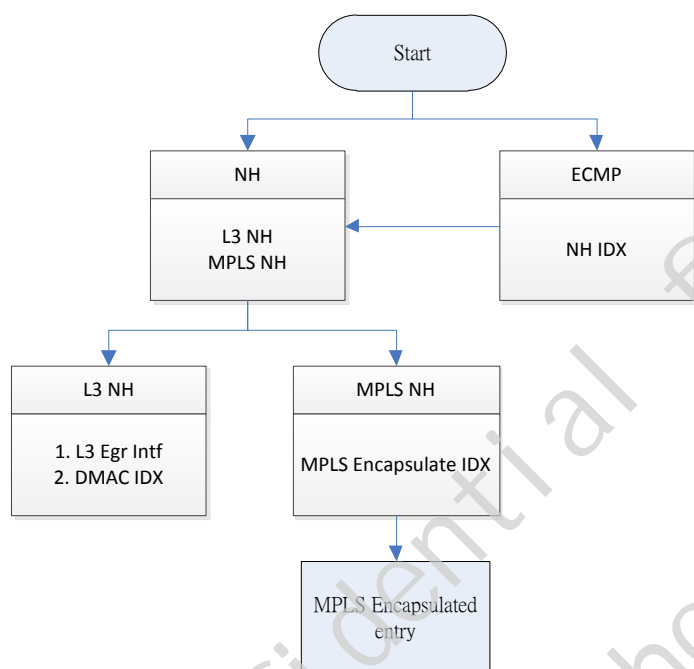 Start
NH
ECMP
L3 NH
MPLS NH
NH IDX
L3 NH
MPLS NH
1. L3 Egr Intf
2. DMAC IDX
MPLS Encapsulate IDX
MPLS Encapsulated
entry